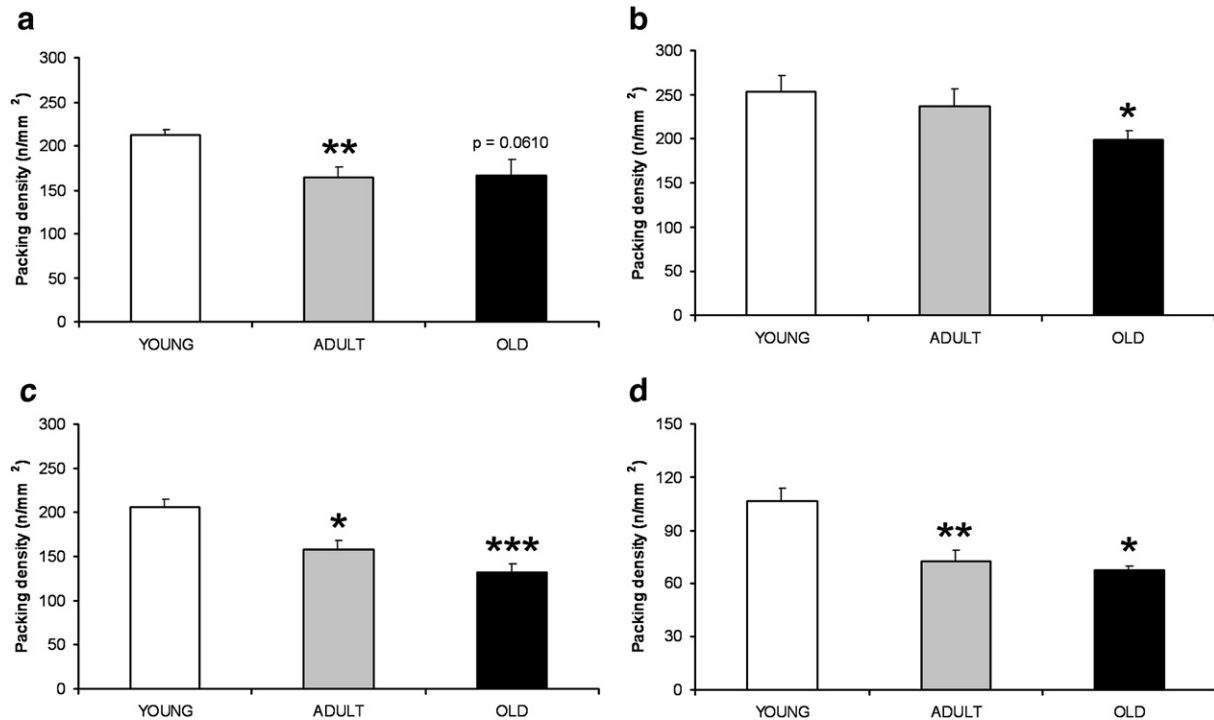 a
300
250
200
150
100
50
0
Packing density (n/mm ²)
**
p = 0.0610
YOUNG ADULT OLD
b
300
250
200
150
100
50
0
Packing density (n/mm ²)
*
YOUNG ADULT OLD
c
300
250
200
150
100
50
0
Packing density (n/mm ²)
*
***
YOUNG ADULT OLD
d
150
120
90
60
30
0
Packing density (n/mm ²)
**
*
YOUNG ADULT OLD